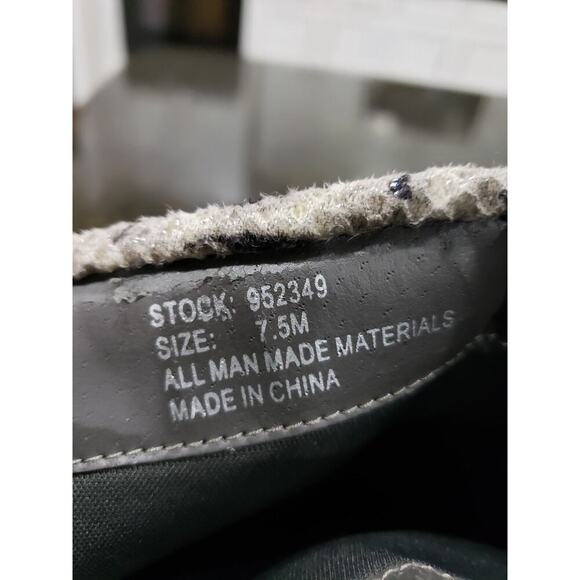 STOCK: 952349
SIZE: 7.5M
ALL MAN MADE MATERIALS
MADE IN CHINA